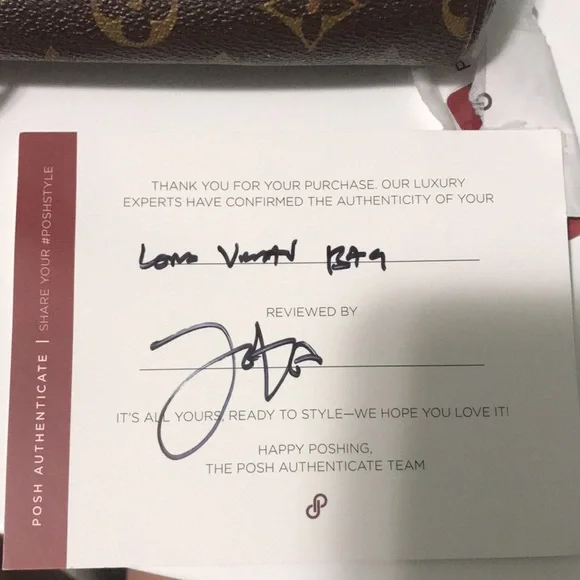 THANK YOU FOR YOUR PURCHASE. OUR LUXURY
EXPERTS HAVE CONFIRMED THE AUTHENTICITY OF YOUR
BAG
REVIEWED BY
IT'S ALL YOURS, READY TO STYLE—WE HOPE YOU LOVE IT!
HAPPY POSHING,
THE POSH AUTHENTICATE TEAM
POSH AUTHENTICATE | SHARE YOUR #POSHSTYLE